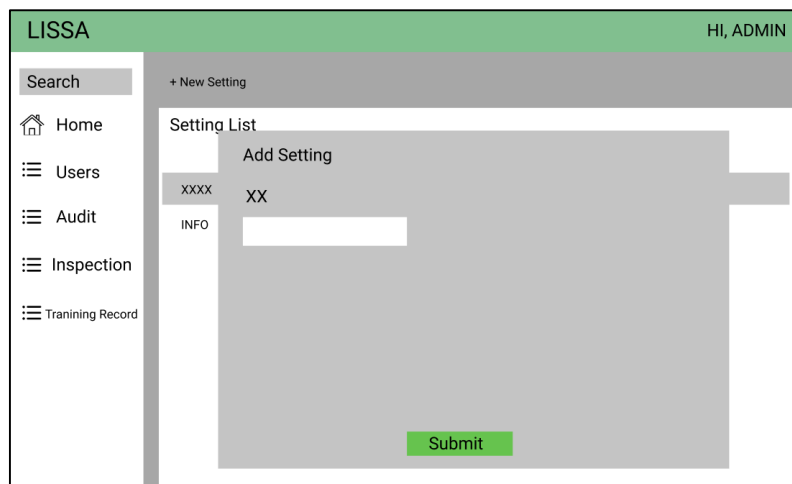 LISSA
HI, ADMIN
Search
Home
Users
Audit
Inspection
Tranining Record
+ New Setting
Setting List
XXXX
INFO
Add Setting
XX
Submit